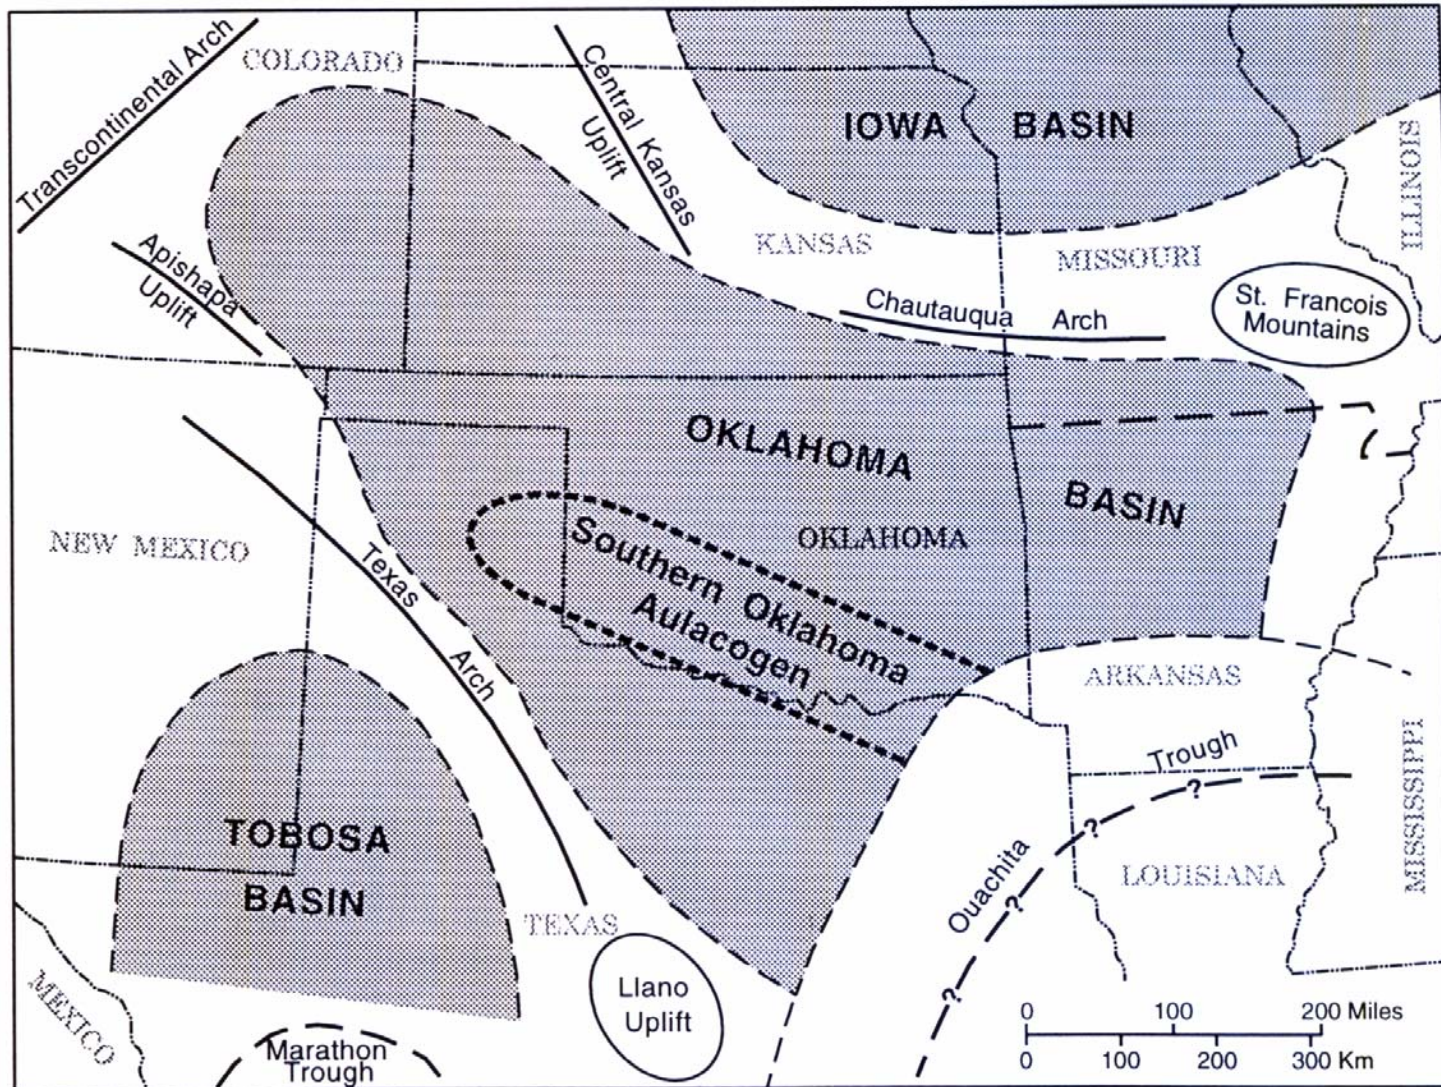 Transcontinental Arch
COLORADO
Central Kansas
Uplift
IOWA BASIN
ILLINOIS
Apishapa
Uplift
KANSAS
MISSOURI
St. Francois
Mountains
Chautauqua Arch
OKLAHOMA
BASIN
NEW MEXICO
Texas
Arch
OKLAHOMA
Southern Oklahoma
Aulacogen
ARKANSAS
MISSISSIPPI
Trough
?
?
TOBOSA
BASIN
Ouachita
?
?
LOUISIANA
TEXAS
Llano
Uplift
MEXICO
Marathon
Trough
0 100 200 Miles
0 100 200 300 Km